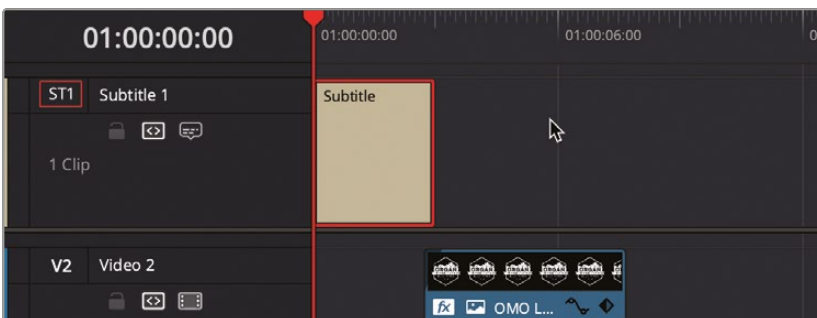 01:00:00:00
01:00:00:00
01:00:06:00
ST1 Subtitle 1
Subtitle
1 Clip
V2 Video 2
fx OMO L...